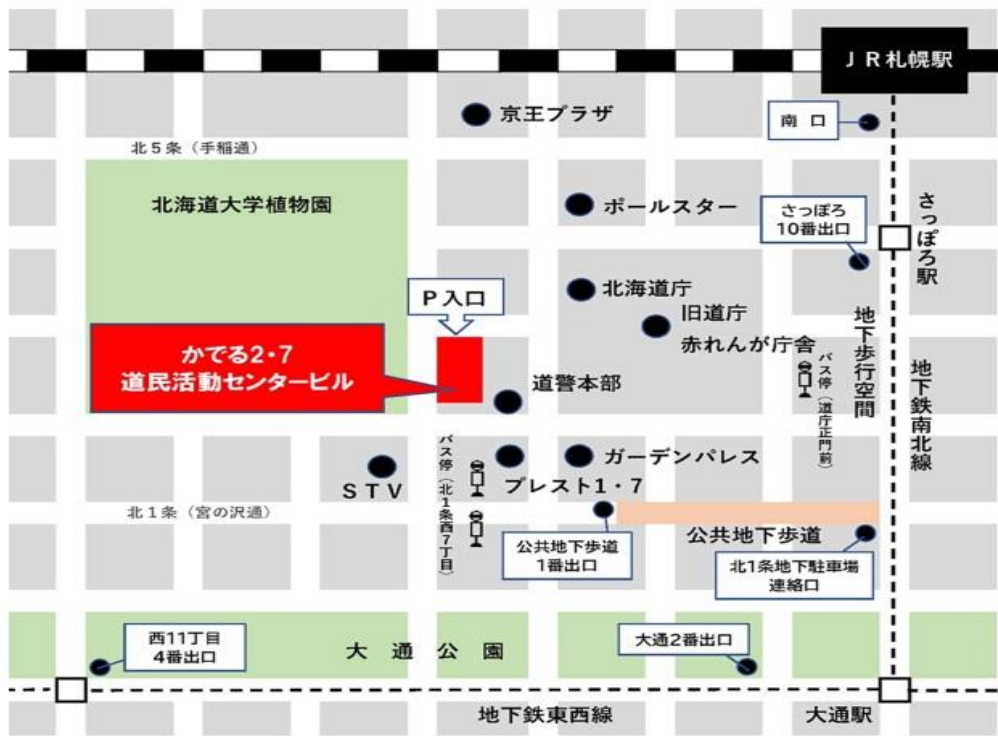 ＪＲ札幌駅
京王プラザ
南 口
北5条（手稲通）
北海道大学植物園
ポールスター
さっぽろ
10番出口
さっぽろ駅
P入口
北海道庁
旧道庁
赤れんが庁舎
かでる2・7
道民活動センタービル
道警本部
バス停（道庁正門前）
地下歩行空間
地下鉄南北線
バス停（北1条西7丁目）
ガーデンパレス
プレスト1・7
ＳＴＶ
北1条（宮の沢通）
公共地下歩道
公共地下歩道
1番出口
北1条地下駐車場
連絡口
西11丁目
4番出口
大 通 公 園
大通2番出口
地下鉄東西線
大通駅